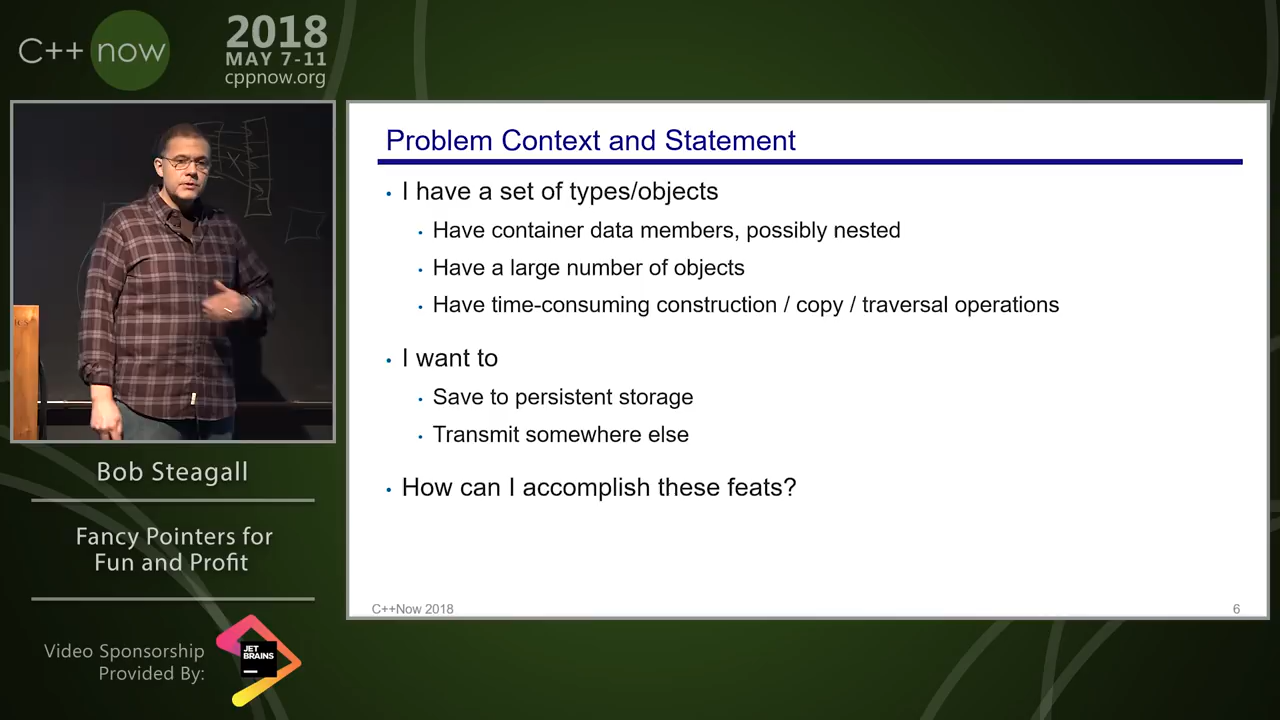 C++ now
2018
MAY 7-11
cppnow.org
Problem Context and Statement
• I have a set of types/objects
• Have container data members, possibly nested
• Have a large number of objects
• Have time-consuming construction / copy / traversal operations
• I want to
• Save to persistent storage
• Transmit somewhere else
• How can I accomplish these feats?
C++Now 2018
6
Bob Steagall
Fancy Pointers for
Fun and Profit
Video Sponsorship
Provided By:
JET
BRAINS